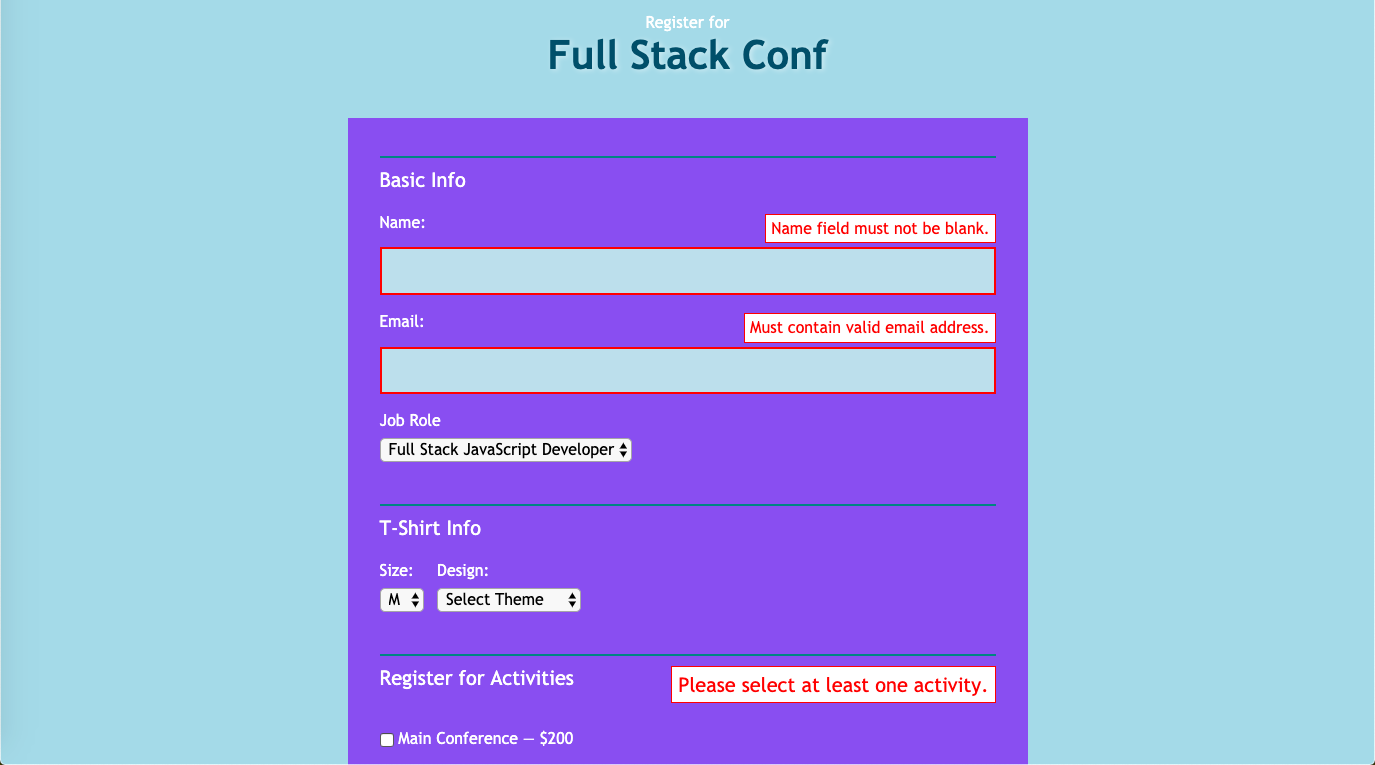 Register for
Full Stack Conf
Basic Info
Name:
Name field must not be blank.
Email:
Must contain valid email address.
Job Role
Full Stack JavaScript Developer
T-Shirt Info
Size: Design:
M Select Theme
Register for Activities
Please select at least one activity.
Main Conference — $200